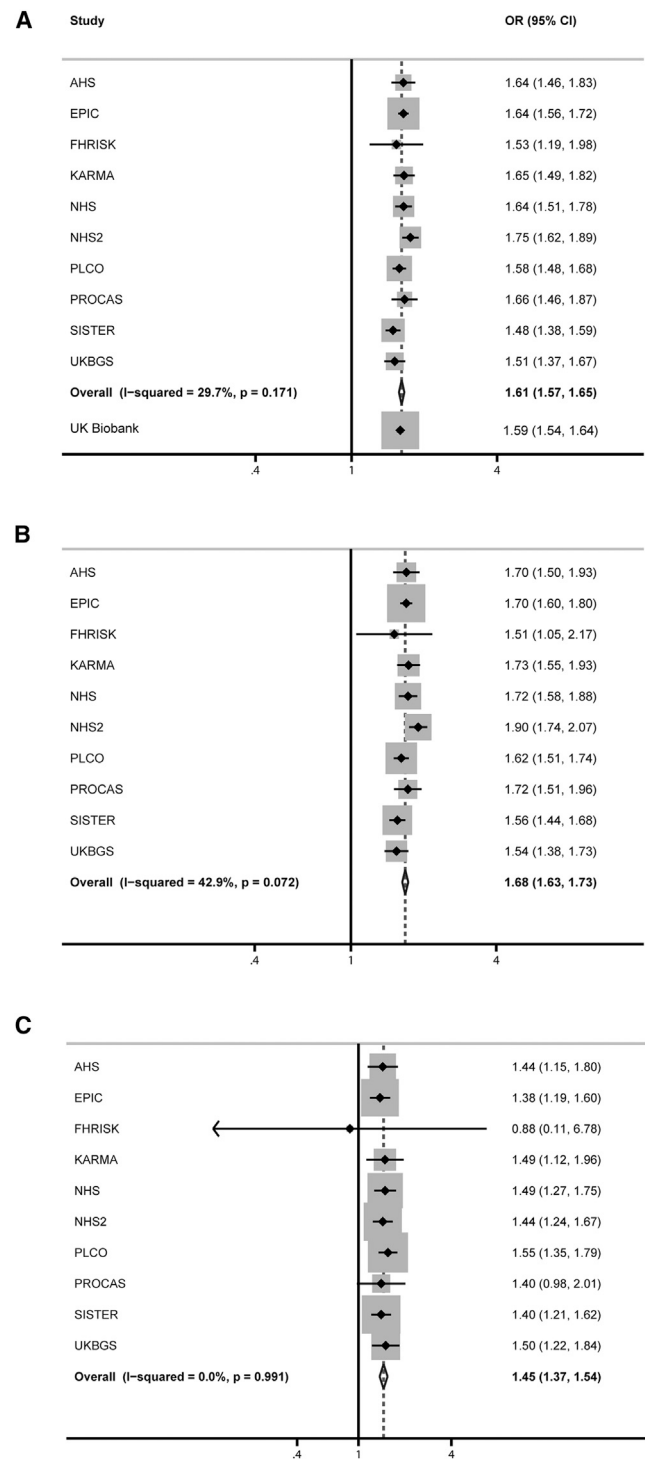 A
Study OR (95% CI)
AHS 1.64 (1.46, 1.83)
EPIC 1.64 (1.56, 1.72)
FHRISK 1.53 (1.19, 1.98)
KARMA 1.65 (1.49, 1.82)
NHS 1.64 (1.51, 1.78)
NHS2 1.75 (1.62, 1.89)
PLCO 1.58 (1.48, 1.68)
PROCAS 1.66 (1.46, 1.87)
SISTER 1.48 (1.38, 1.59)
UKBGS 1.51 (1.37, 1.67)
Overall (I−squared = 29.7%, p = 0.171) 1.61 (1.57, 1.65)
UK Biobank 1.59 (1.54, 1.64)
.4 1 4
B
AHS 1.70 (1.50, 1.93)
EPIC 1.70 (1.60, 1.80)
FHRISK 1.51 (1.05, 2.17)
KARMA 1.73 (1.55, 1.93)
NHS 1.72 (1.58, 1.88)
NHS2 1.90 (1.74, 2.07)
PLCO 1.62 (1.51, 1.74)
PROCAS 1.72 (1.51, 1.96)
SISTER 1.56 (1.44, 1.68)
UKBGS 1.54 (1.38, 1.73)
Overall (I−squared = 42.9%, p = 0.072) 1.68 (1.63, 1.73)
.4 1 4
C
AHS 1.44 (1.15, 1.80)
EPIC 1.38 (1.19, 1.60)
FHRISK 0.88 (0.11, 6.78)
KARMA 1.49 (1.12, 1.96)
NHS 1.49 (1.27, 1.75)
NHS2 1.44 (1.24, 1.67)
PLCO 1.55 (1.35, 1.79)
PROCAS 1.40 (0.98, 2.01)
SISTER 1.40 (1.21, 1.62)
UKBGS 1.50 (1.22, 1.84)
Overall (I−squared = 0.0%, p = 0.991) 1.45 (1.37, 1.54)
.4 1 4